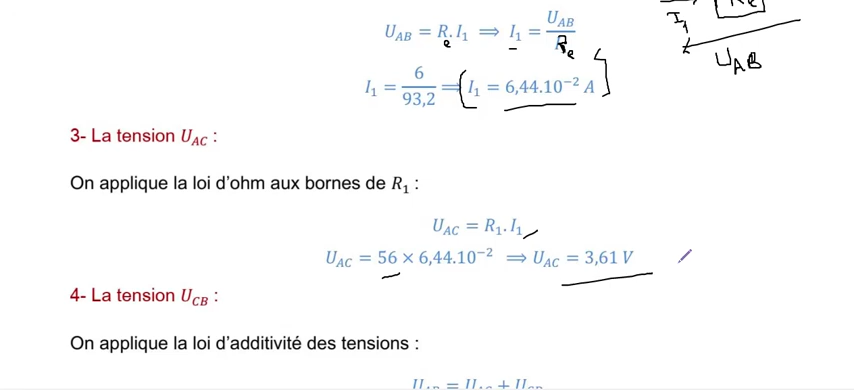 U_AB = R_e.I_1 ⟹ I_1 = U_AB / R_e
I_1
U_AB
I_1 = 6 / 93,2 ⟹ I_1 = 6,44.10^-2 A
3- La tension U_AC :
On applique la loi d'ohm aux bornes de R_1 :
U_AC = R_1. I_1
U_AC = 56 × 6,44.10^-2 ⟹ U_AC = 3,61 V
4- La tension U_CB :
On applique la loi d'additivité des tensions :